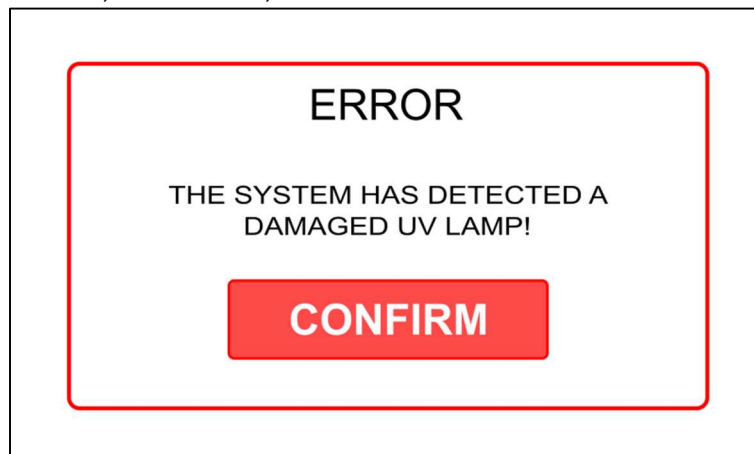 ERROR
THE SYSTEM HAS DETECTED A
DAMAGED UV LAMP!
CONFIRM